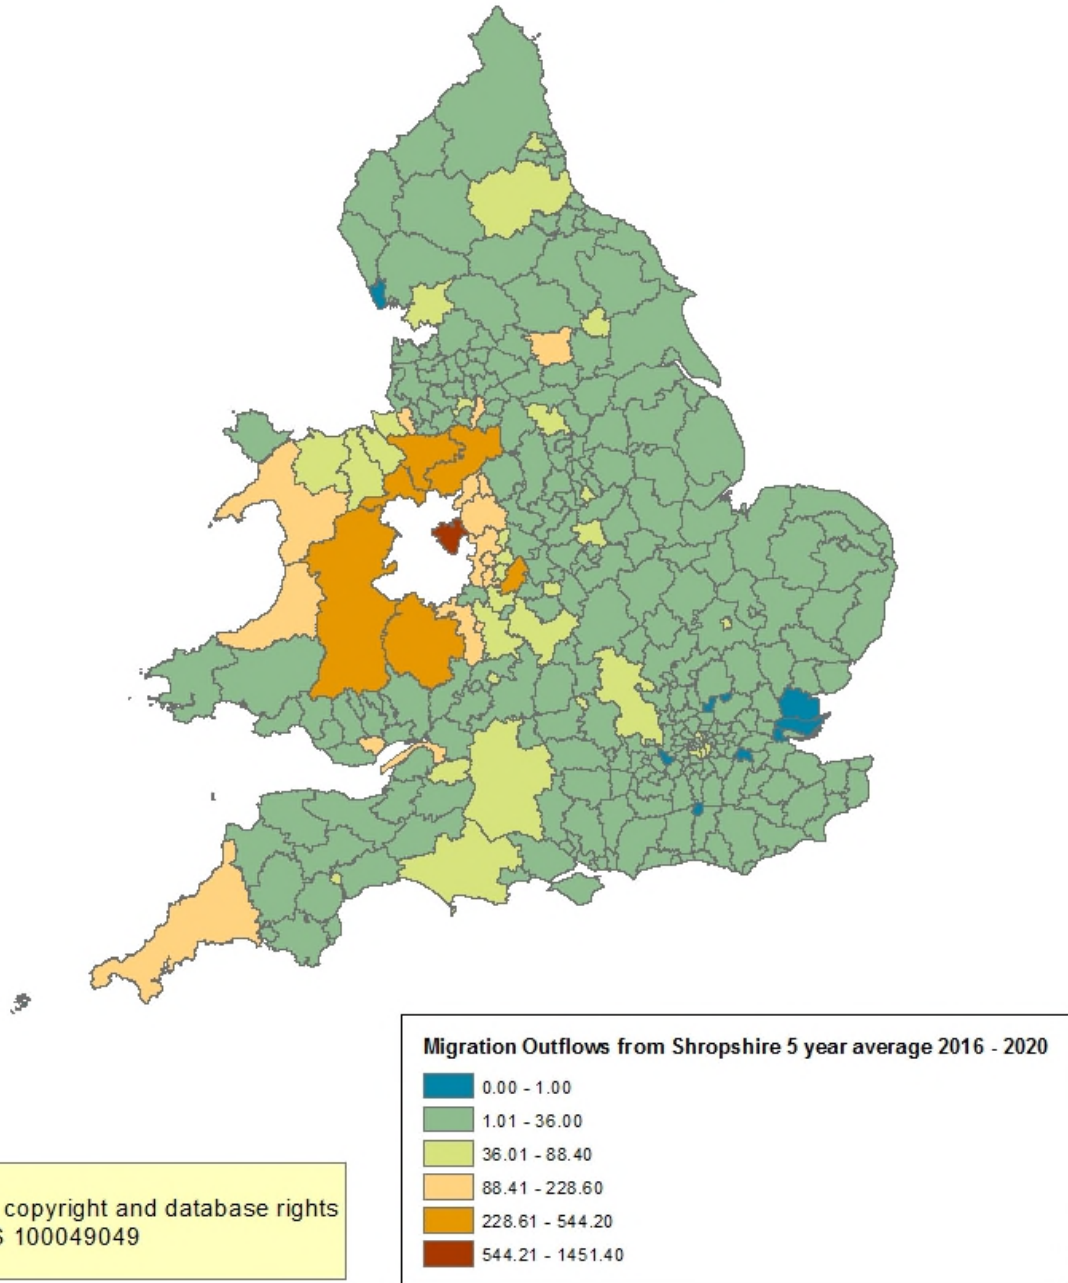 Migration Outflows from Shropshire 5 year average 2016 - 2020
0.00 - 1.00
1.01 - 36.00
36.01 - 88.40
88.41 - 228.60
228.61 - 544.20
544.21 - 1451.40
copyright and database rights
100049049